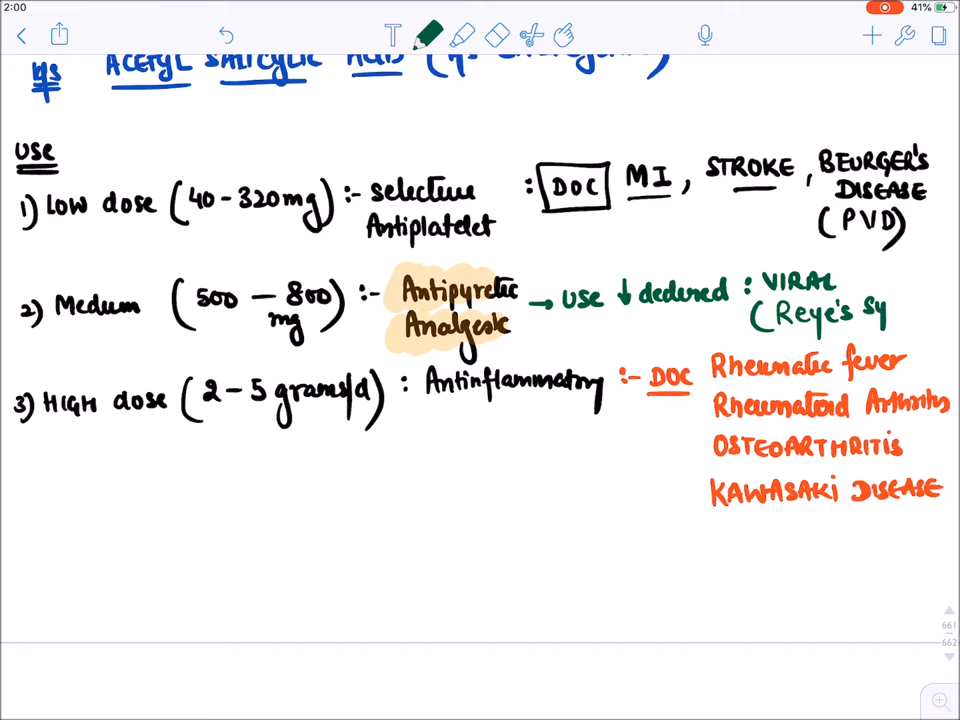 2:00
41%
T
ACETYL SALICYLIC ACID (
USE
1) Low dose (40-320mg) :- selective Antiplatelet : DOC MI, STROKE, BEURGER'S DISEASE (PVD)
2) Medium (500 - 800 mg) :- Antipyretic Analgesic → USE ↓ : VIRAL (Reye's Sy
3) HIGH dose (2-5 grams/d) : Antinflammatory :- DOC Rheumatic fever
Rheumatoid Arthritis
OSTEOARTHRITIS
KAWASAKI DISEASE
661
662